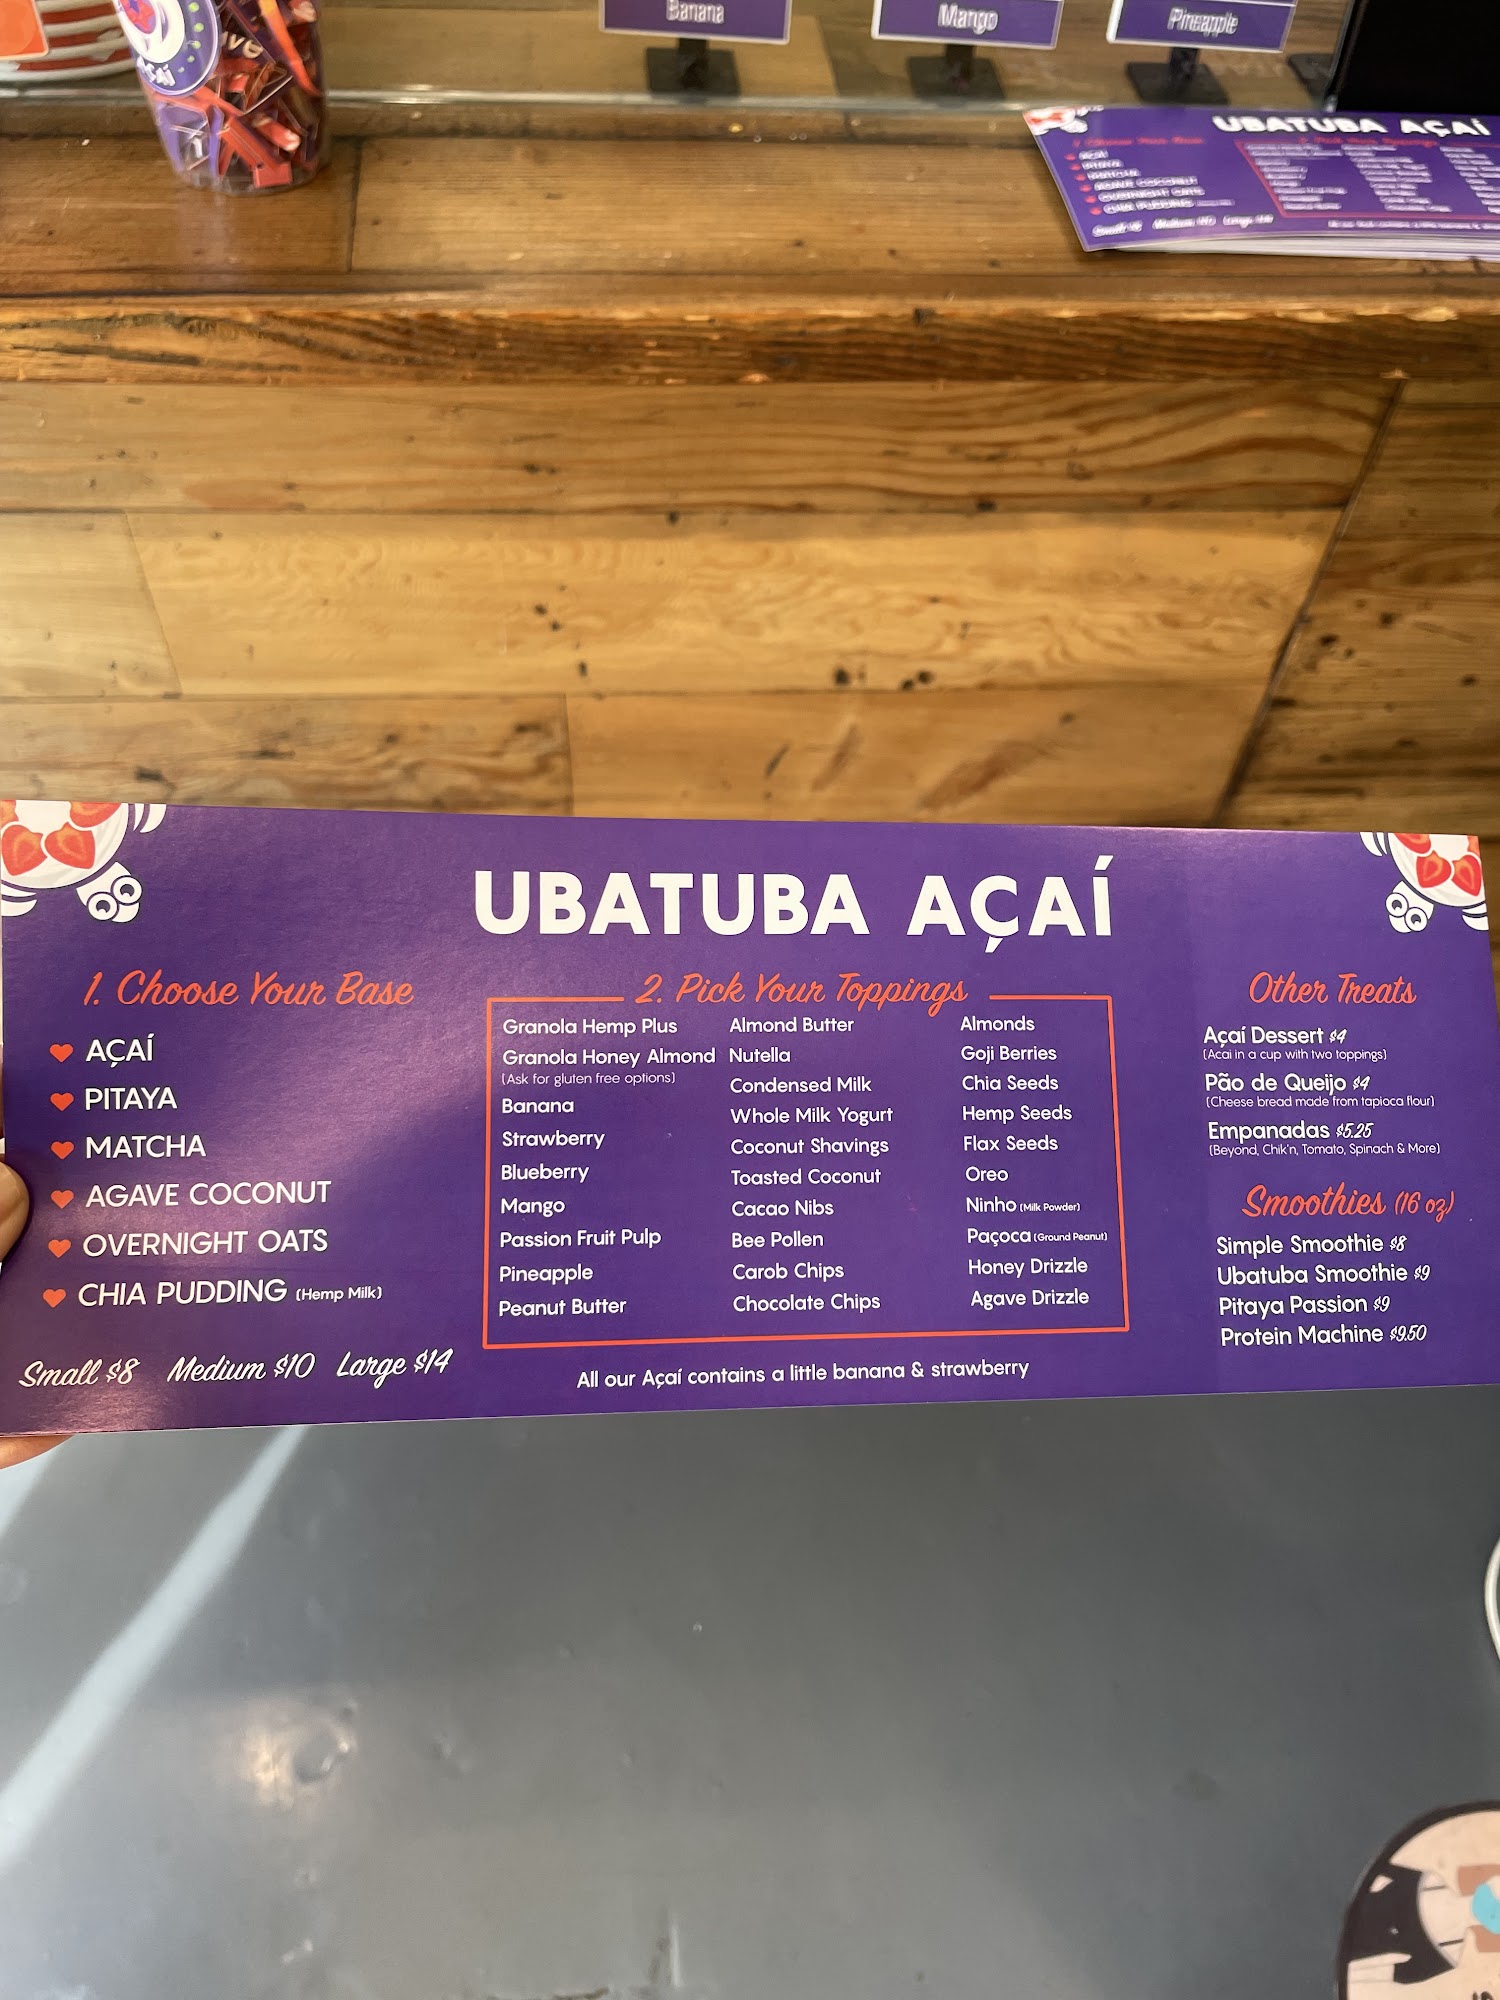 Banana
Mango
Pineapple
UBATUBA AÇAÍ
UBATUBA AÇAÍ
1. Choose Your Base
AÇAÍ
PITAYA
MATCHA
AGAVE COCONUT
OVERNIGHT OATS
CHIA PUDDING (Hemp Milk)
Small $8 Medium $10 Large $14
2. Pick Your Toppings
Granola Hemp Plus
Granola Honey Almond
(Ask for gluten free options)
Banana
Strawberry
Blueberry
Mango
Passion Fruit Pulp
Pineapple
Peanut Butter
Almond Butter
Nutella
Condensed Milk
Whole Milk Yogurt
Coconut Shavings
Toasted Coconut
Cacao Nibs
Bee Pollen
Carob Chips
Chocolate Chips
Almonds
Goji Berries
Chia Seeds
Hemp Seeds
Flax Seeds
Oreo
Ninho (Milk Powder)
Paçoca (Ground Peanut)
Honey Drizzle
Agave Drizzle
All our Açaí contains a little banana & strawberry
Other Treats
Açaí Dessert $4
(Acai in a cup with two toppings)
Pão de Queijo $4
(Cheese bread made from tapioca flour)
Empanadas $5.25
(Beyond, Chik'n, Tomato, Spinach & More)
Smoothies (16 oz)
Simple Smoothie $8
Ubatuba Smoothie $9
Pitaya Passion $9
Protein Machine $9.50